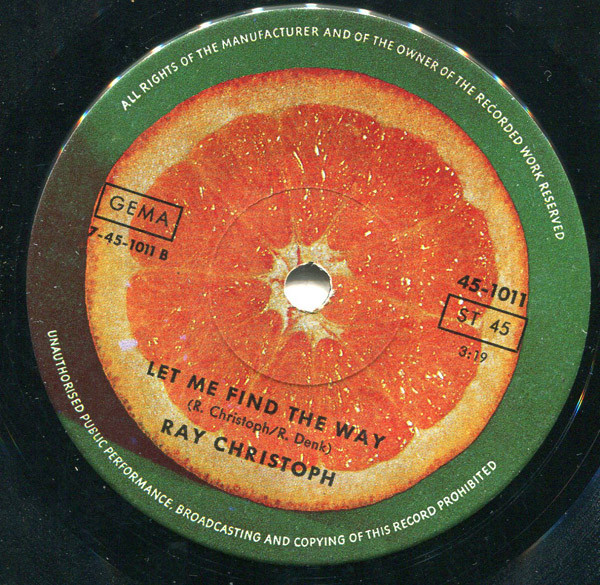 ALL RIGHTS OF THE MANUFACTURER AND OF THE OWNER OF THE RECORDED WORK RESERVED
GEMA
7-45-1011 B
45-1011
ST 45
3:19
LET ME FIND THE WAY
(R. Christoph/R. Denk)
RAY CHRISTOPH
UNAUTHORISED PUBLIC PERFORMANCE, BROADCASTING AND COPYING OF THIS RECORD PROHIBITED